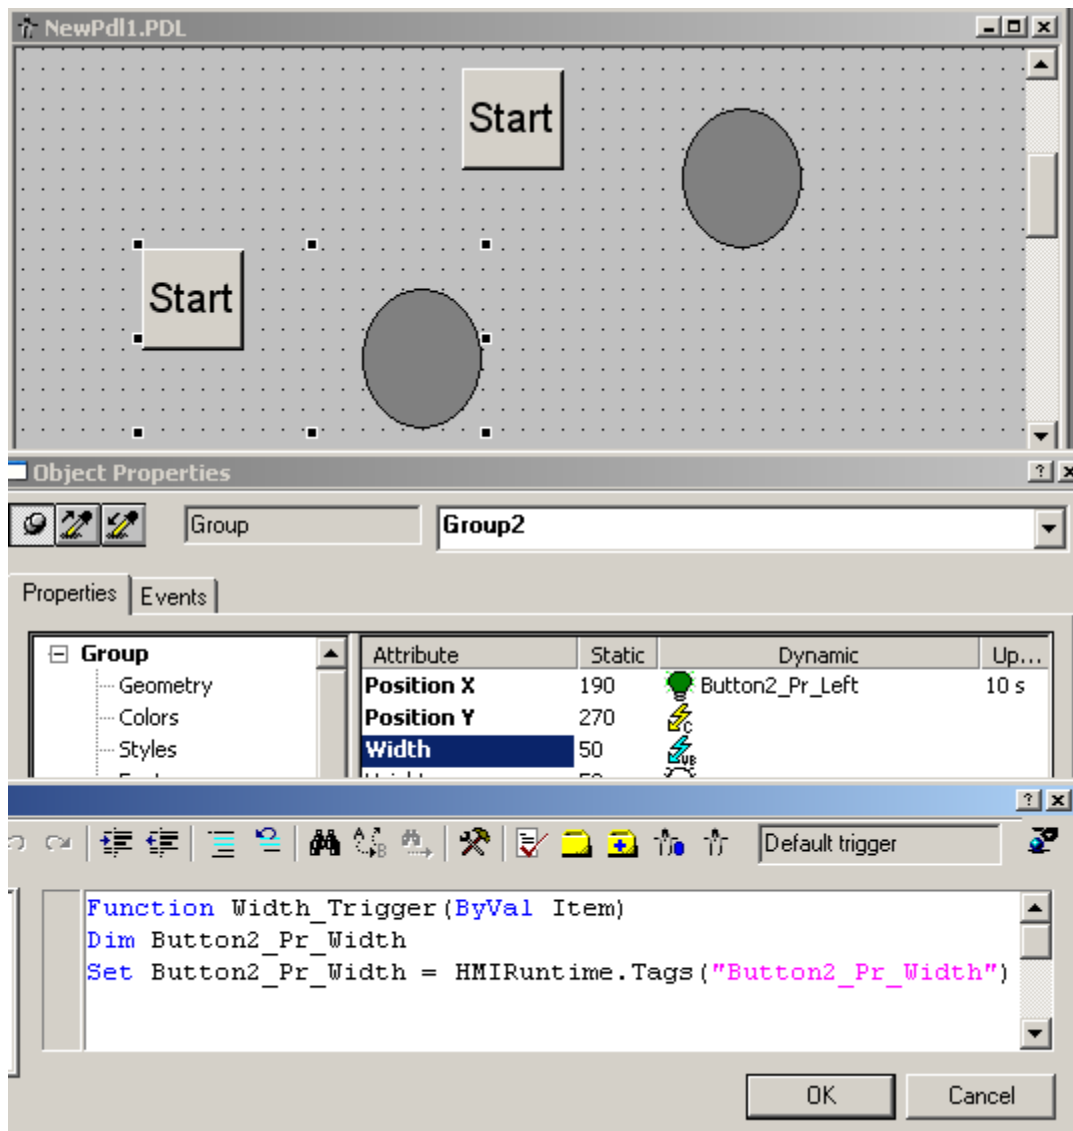 NewPdl1.PDL
Start
Start
Object Properties
Group
Group2
Properties
Events
Group
Attribute
Static
Dynamic
Up...
Geometry
Position X
190
Button2_Pr_Left
10 s
Colors
Position Y
270
C
Styles
Width
50
VB
Default trigger
Function Width_Trigger(ByVal Item)
Dim Button2_Pr_Width
Set Button2_Pr_Width = HMIRuntime.Tags("Button2_Pr_Width")
OK
Cancel